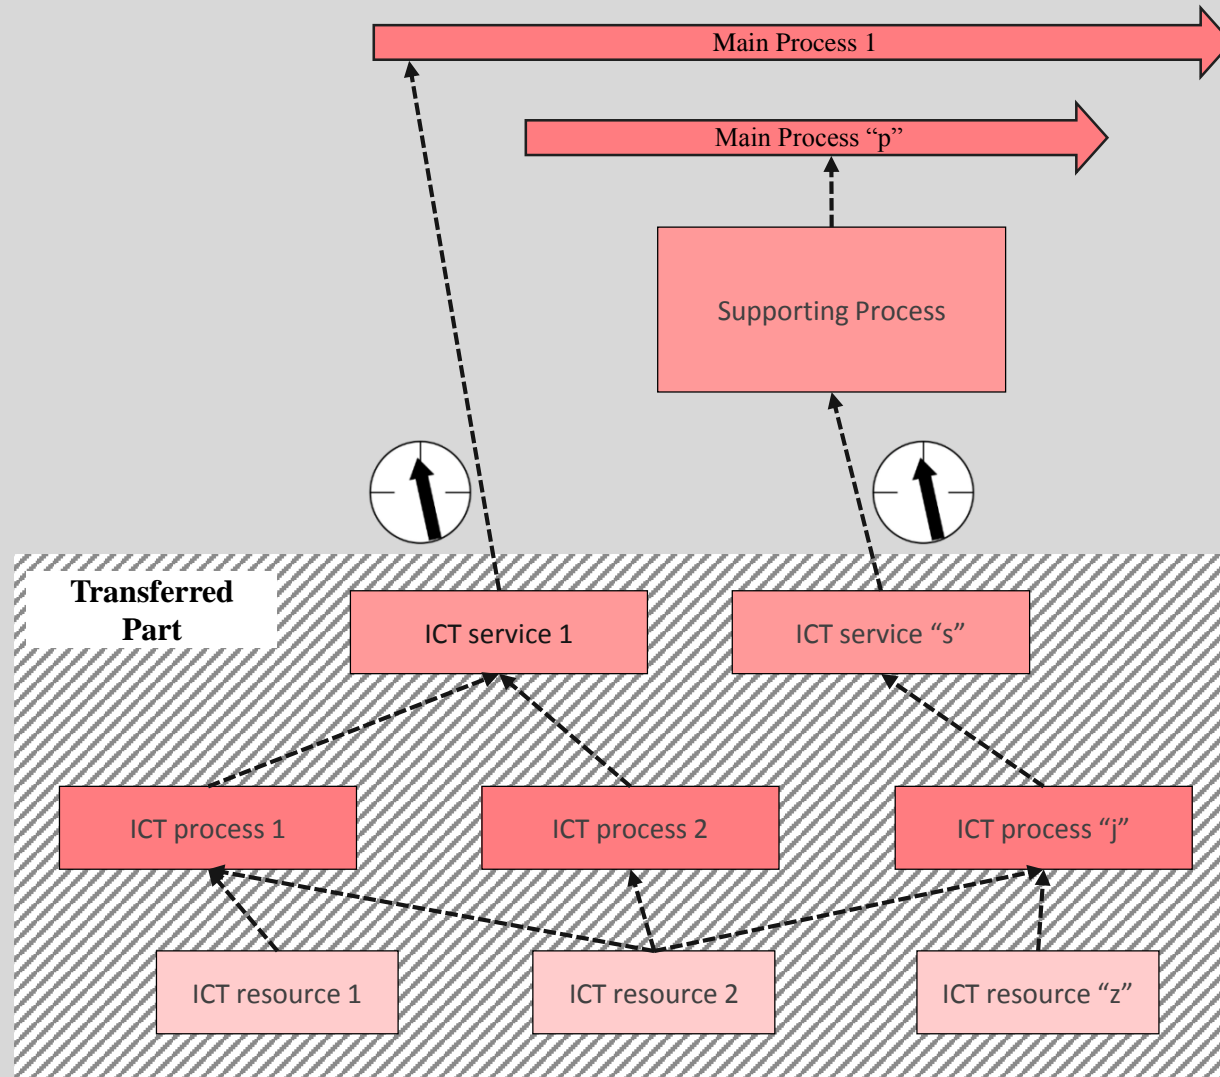 Main Process 1
Main Process “p”
Supporting Process
Transferred
Part
ICT service 1
ICT service “s”
ICT process 1
ICT process 2
ICT process “j”
ICT resource 1
ICT resource 2
ICT resource “z”